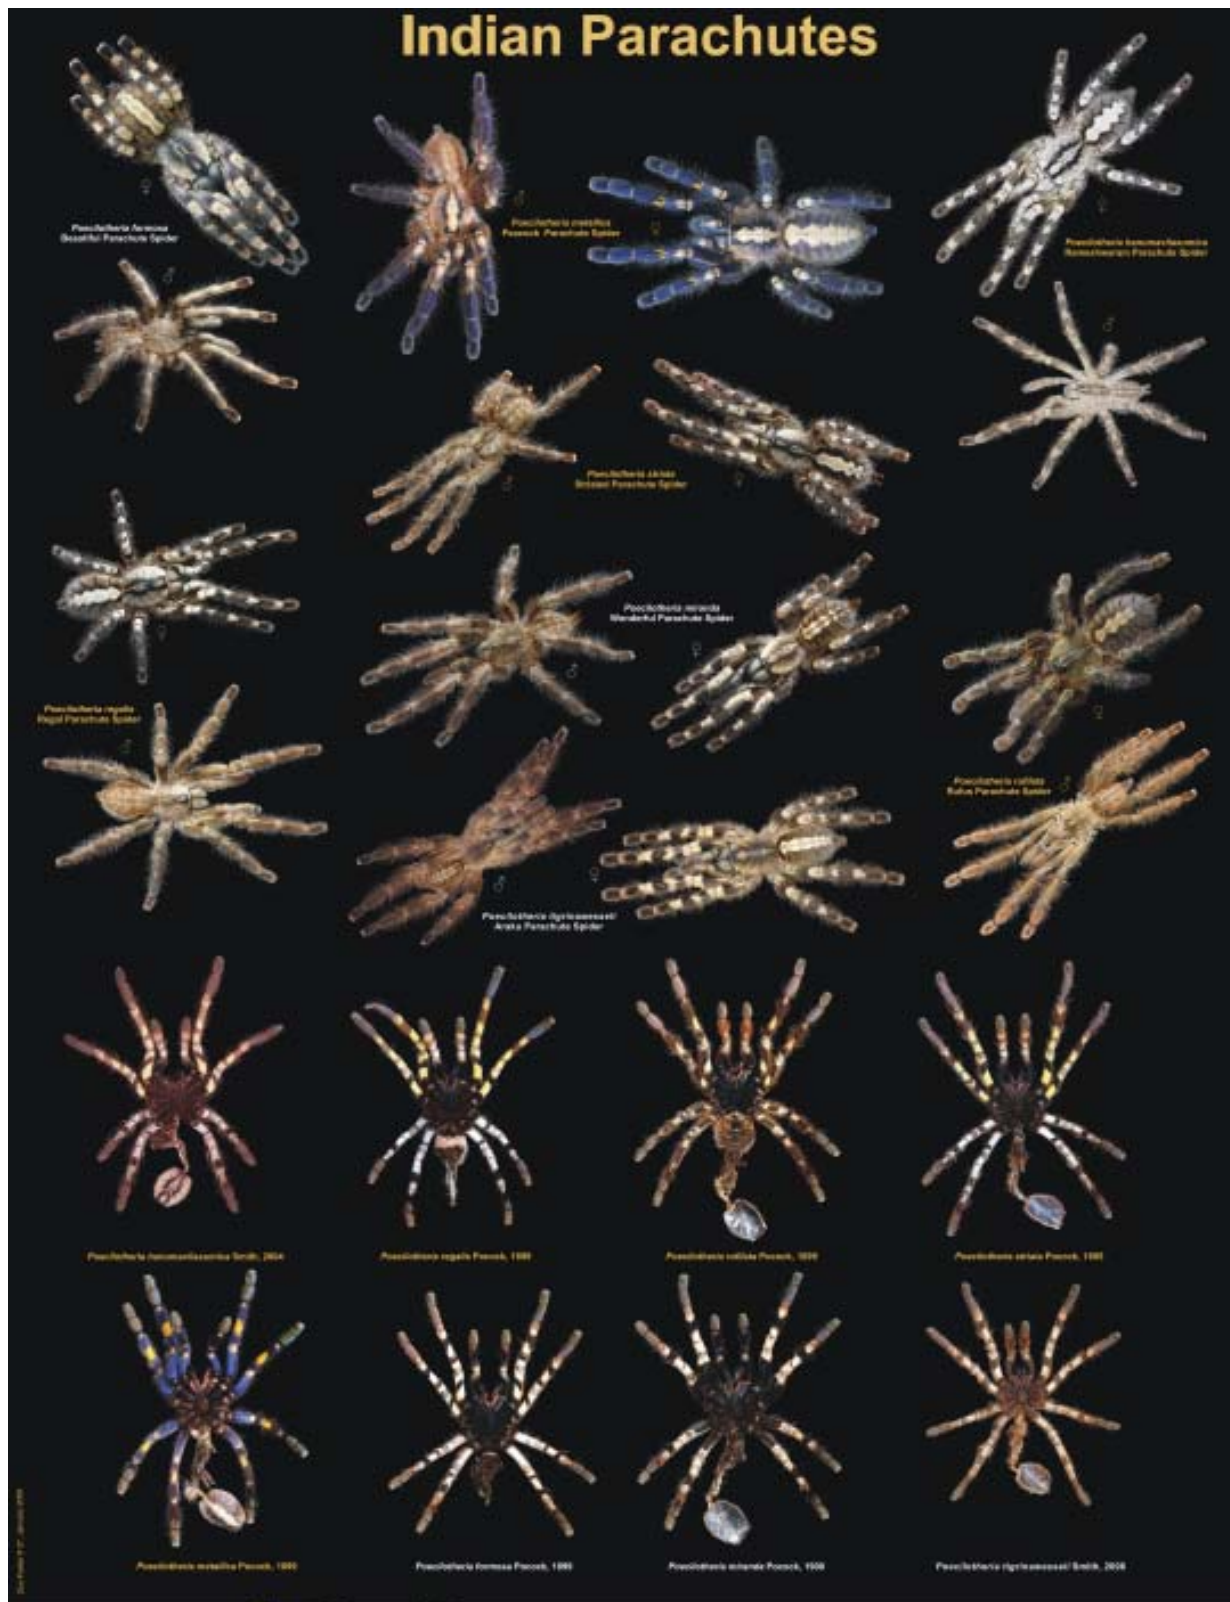 Indian Parachutes
Poecilotheria formosa
Beautiful Parachute Spider
Poecilotheria metallica
Peacock Parachute Spider
Poecilotheria hanumavilasumica
Rameshwaram Parachute Spider
Poecilotheria striata
Striated Parachute Spider
Poecilotheria miranda
Wonderful Parachute Spider
Poecilotheria regalis
Regal Parachute Spider
Poecilotheria rufilata
Rufus Parachute Spider
Poecilotheria tigrinawesseli
Araku Parachute Spider
Poecilotheria hanumavilasumica Smith, 2004
Poecilotheria regalis Pocock, 1899
Poecilotheria rufilata Pocock, 1899
Poecilotheria striata Pocock, 1895
Poecilotheria metallica Pocock, 1899
Poecilotheria formosa Pocock, 1899
Poecilotheria miranda Pocock, 1900
Poecilotheria tigrinawesseli Smith, 2006